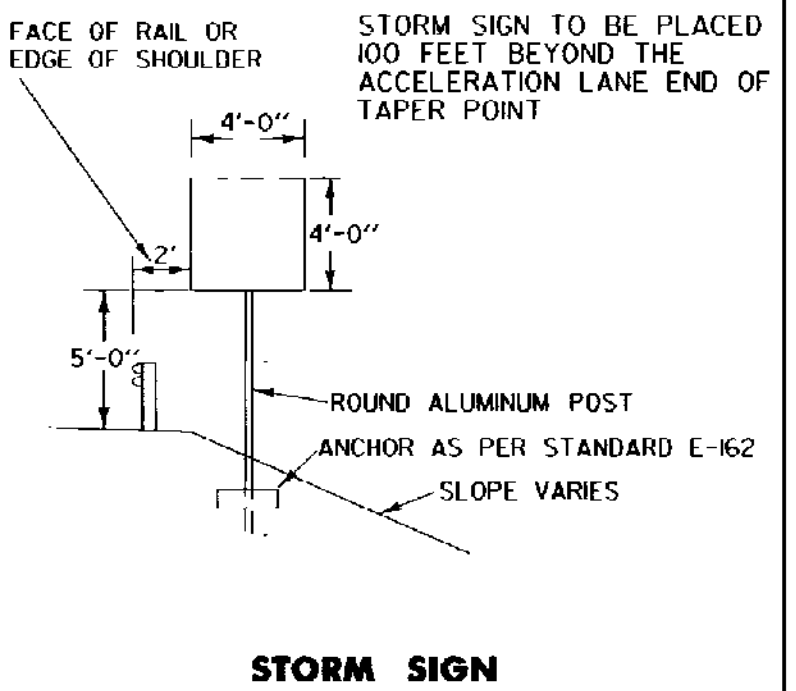 FACE OF RAIL OR
EDGE OF SHOULDER
STORM SIGN TO BE PLACED
100 FEET BEYOND THE
ACCELERATION LANE END OF
TAPER POINT
4'-0"
4'-0"
2'
5'-0"
ROUND ALUMINUM POST
ANCHOR AS PER STANDARD E-162
SLOPE VARIES
STORM SIGN